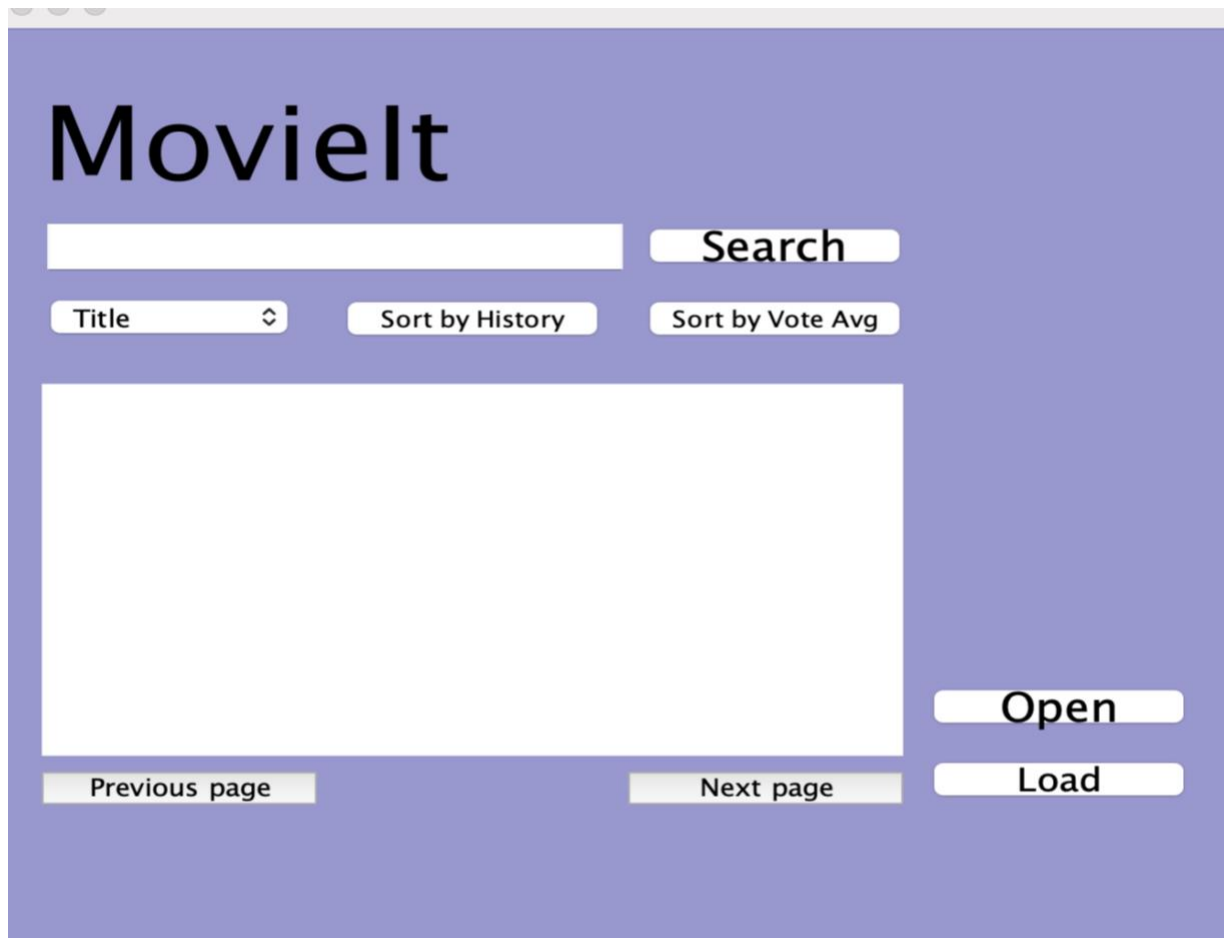 MovieIt
Search
Title Sort by History Sort by Vote Avg
Open
Previous page Next page Load